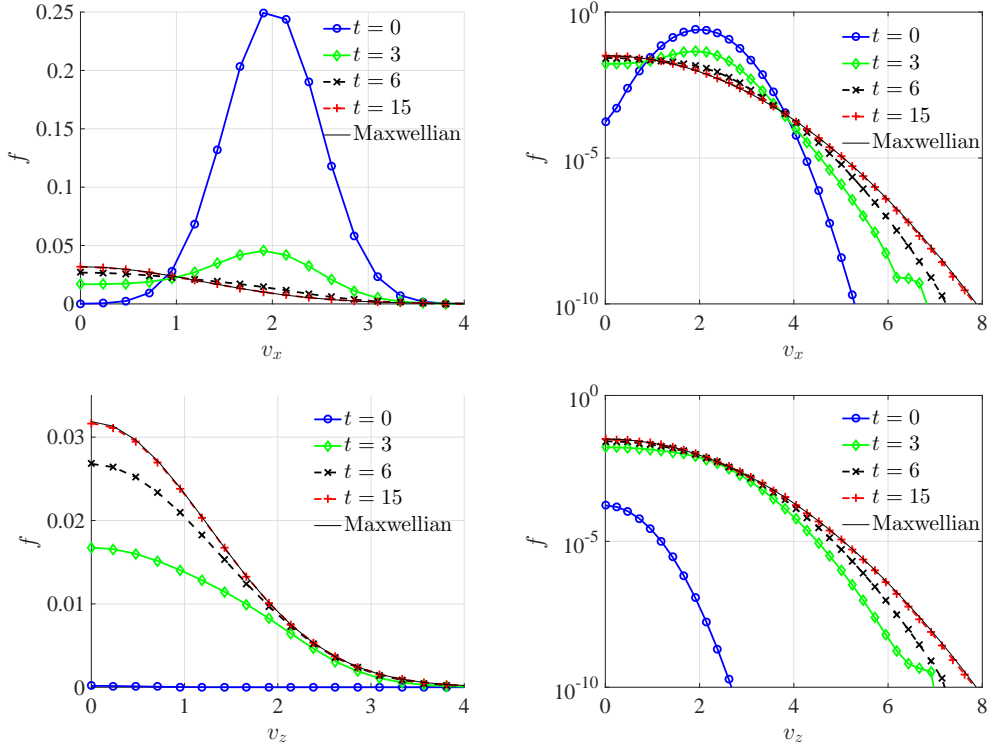 0.25
0.2
0.15
0.1
0.05
0
f
0 1 2 3 4
v_x
t = 0
t = 3
t = 6
t = 15
Maxwellian
10^0
10^-5
10^-10
f
0 2 4 6 8
v_x
t = 0
t = 3
t = 6
t = 15
Maxwellian
0.03
0.02
0.01
0
f
0 1 2 3 4
v_z
t = 0
t = 3
t = 6
t = 15
Maxwellian
10^0
10^-5
10^-10
f
0 2 4 6 8
v_z
t = 0
t = 3
t = 6
t = 15
Maxwellian